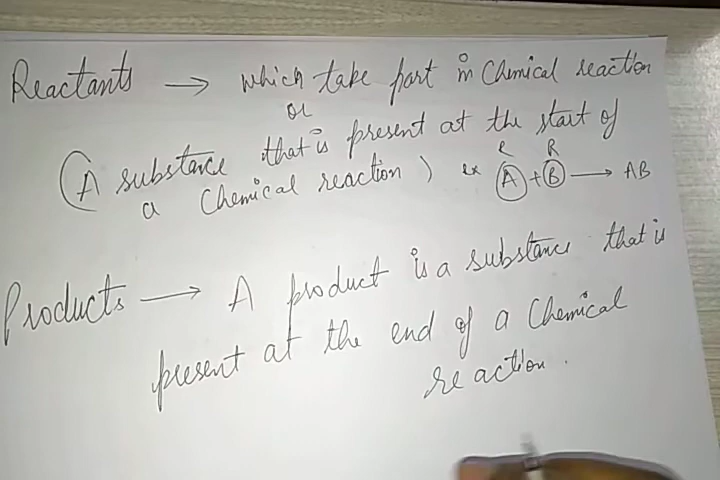 Reactants → which take part in Chemical reaction
or
(A substance that is present at the start of
a Chemical reaction) ex A + B → AB
R R
Products → A product is a substance that is
present at the end of a Chemical
reaction.